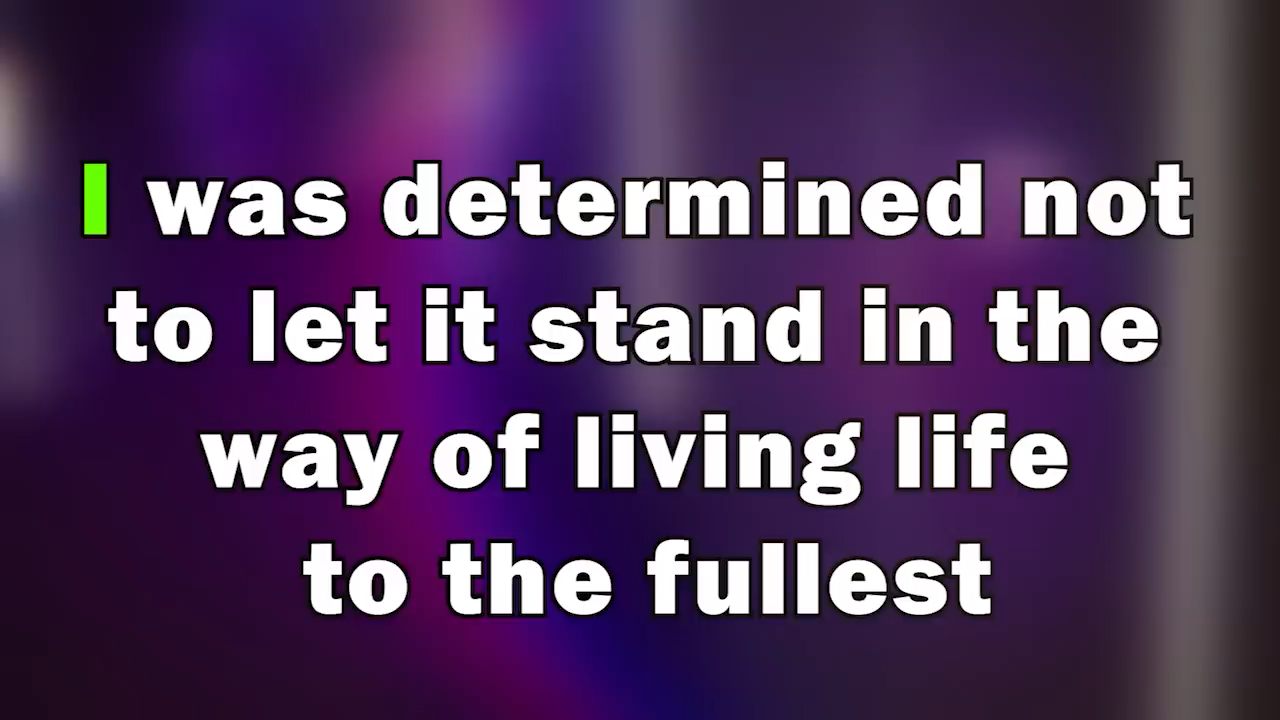 I was determined not
to let it stand in the
way of living life
to the fullest